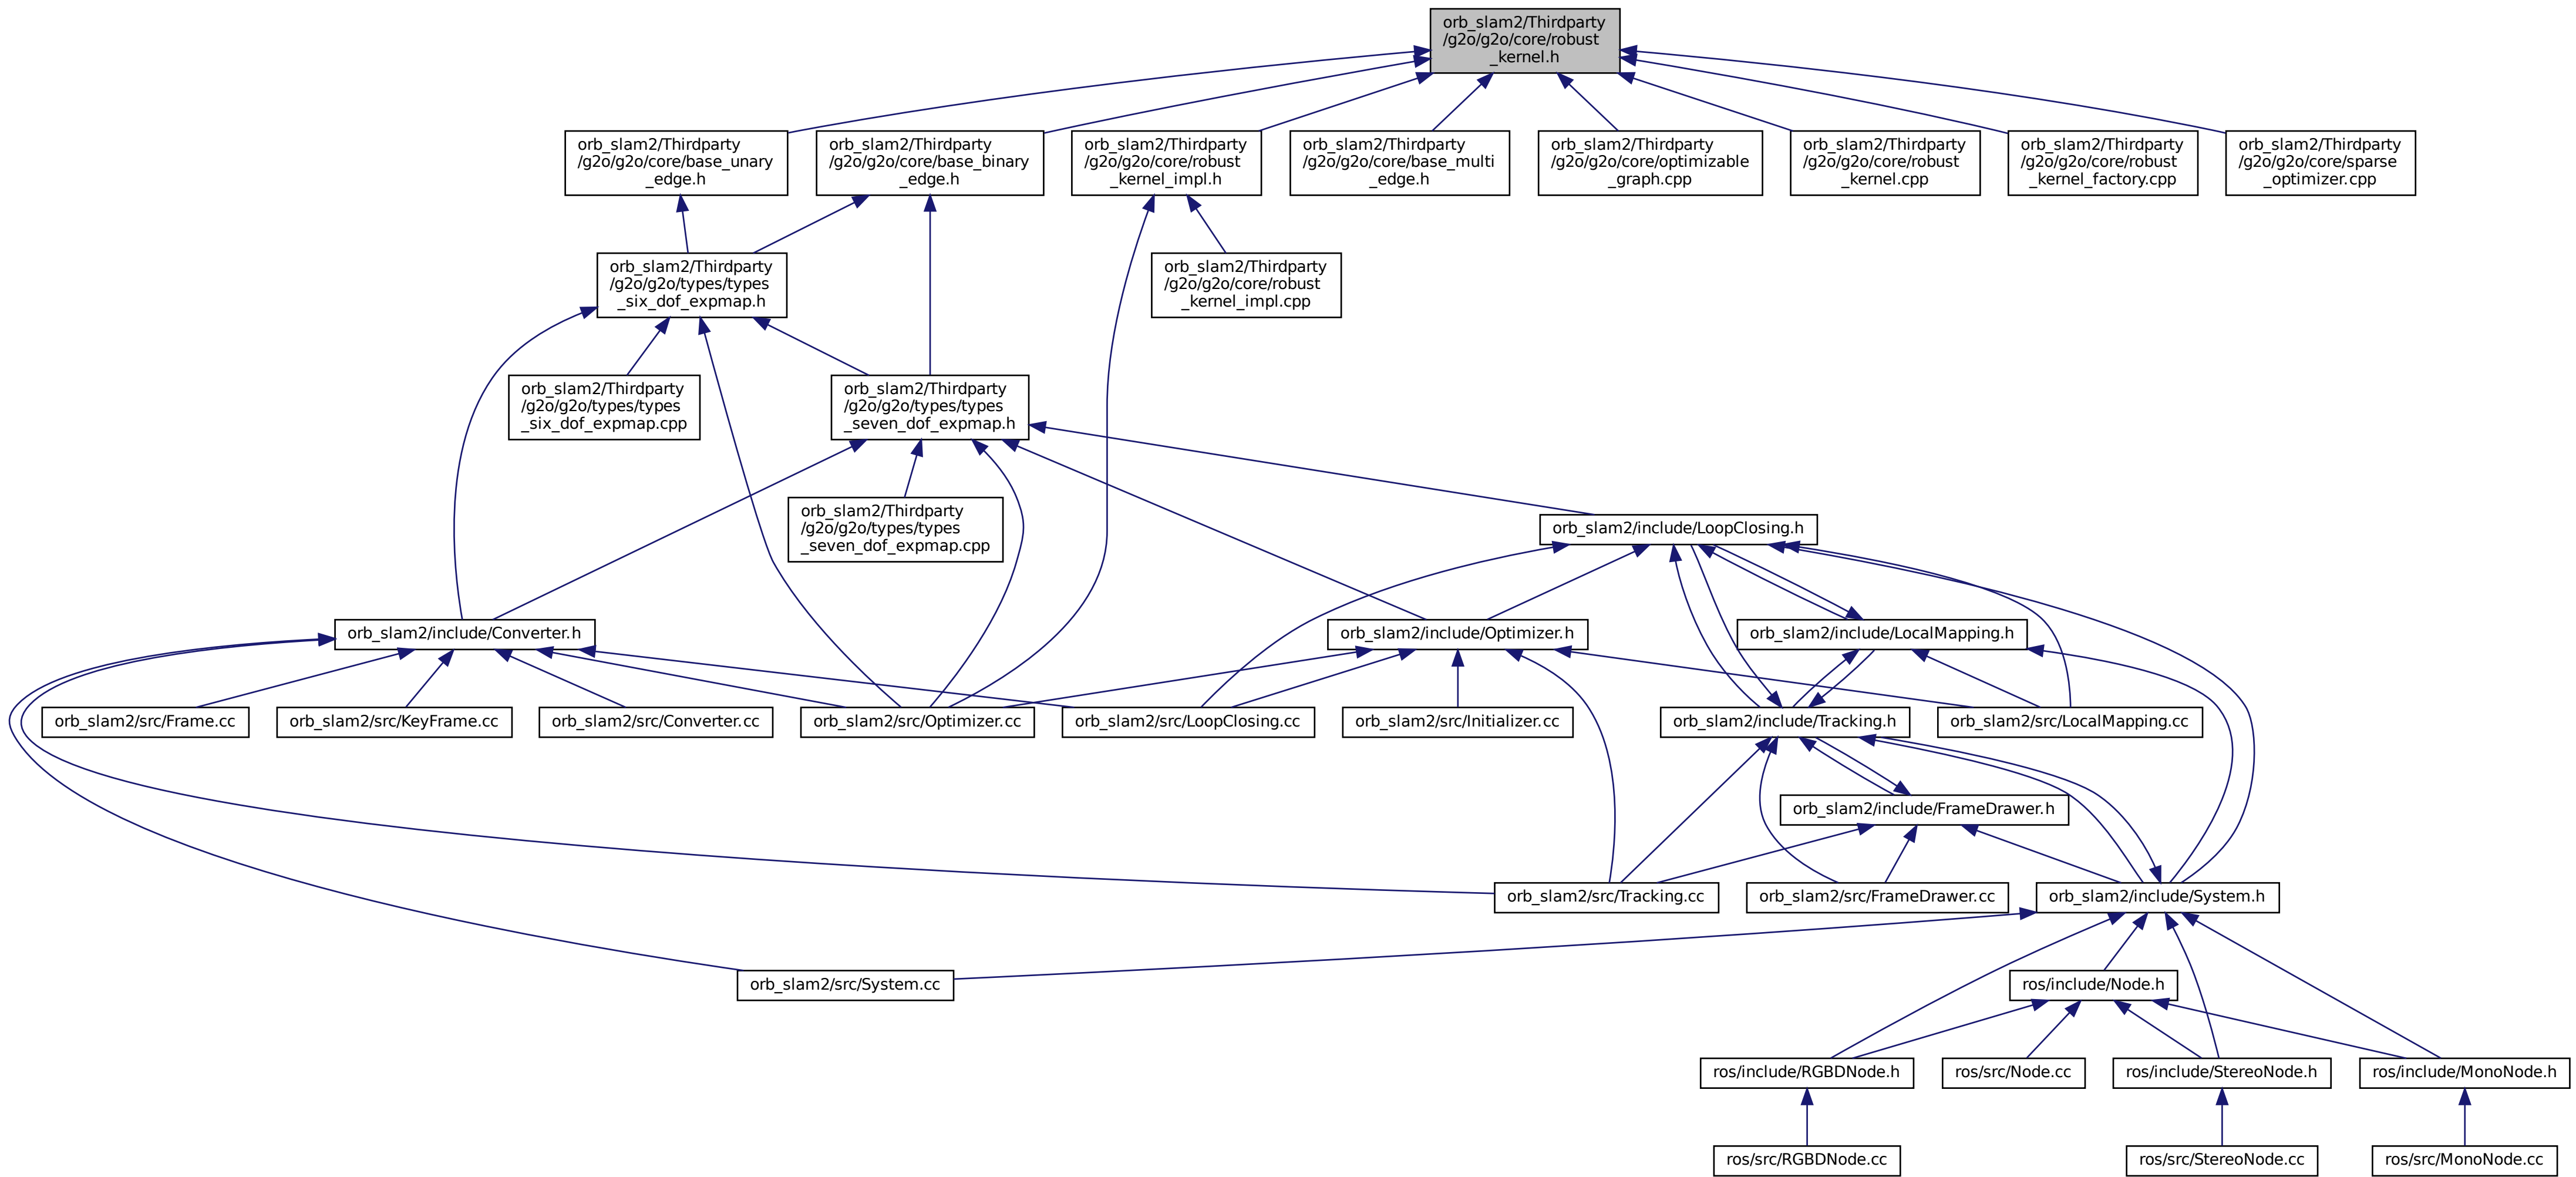 orb_slam2/Thirdparty
/g2o/g2o/core/robust
_kernel.h
orb_slam2/Thirdparty
/g2o/g2o/core/base_unary
_edge.h
orb_slam2/Thirdparty
/g2o/g2o/core/base_binary
_edge.h
orb_slam2/Thirdparty
/g2o/g2o/core/robust
_kernel_impl.h
orb_slam2/Thirdparty
/g2o/g2o/core/base_multi
_edge.h
orb_slam2/Thirdparty
/g2o/g2o/core/optimizable
_graph.cpp
orb_slam2/Thirdparty
/g2o/g2o/core/robust
_kernel.cpp
orb_slam2/Thirdparty
/g2o/g2o/core/robust
_kernel_factory.cpp
orb_slam2/Thirdparty
/g2o/g2o/core/sparse
_optimizer.cpp
orb_slam2/Thirdparty
/g2o/g2o/types/types
_six_dof_expmap.h
orb_slam2/Thirdparty
/g2o/g2o/core/robust
_kernel_impl.cpp
orb_slam2/Thirdparty
/g2o/g2o/types/types
_six_dof_expmap.cpp
orb_slam2/Thirdparty
/g2o/g2o/types/types
_seven_dof_expmap.h
orb_slam2/Thirdparty
/g2o/g2o/types/types
_seven_dof_expmap.cpp
orb_slam2/include/LoopClosing.h
orb_slam2/include/Converter.h
orb_slam2/include/Optimizer.h
orb_slam2/include/LocalMapping.h
orb_slam2/src/Frame.cc
orb_slam2/src/KeyFrame.cc
orb_slam2/src/Converter.cc
orb_slam2/src/Optimizer.cc
orb_slam2/src/LoopClosing.cc
orb_slam2/src/Initializer.cc
orb_slam2/include/Tracking.h
orb_slam2/src/LocalMapping.cc
orb_slam2/include/FrameDrawer.h
orb_slam2/src/Tracking.cc
orb_slam2/src/FrameDrawer.cc
orb_slam2/include/System.h
orb_slam2/src/System.cc
ros/include/Node.h
ros/include/RGBDNode.h
ros/src/Node.cc
ros/include/StereoNode.h
ros/include/MonoNode.h
ros/src/RGBDNode.cc
ros/src/StereoNode.cc
ros/src/MonoNode.cc